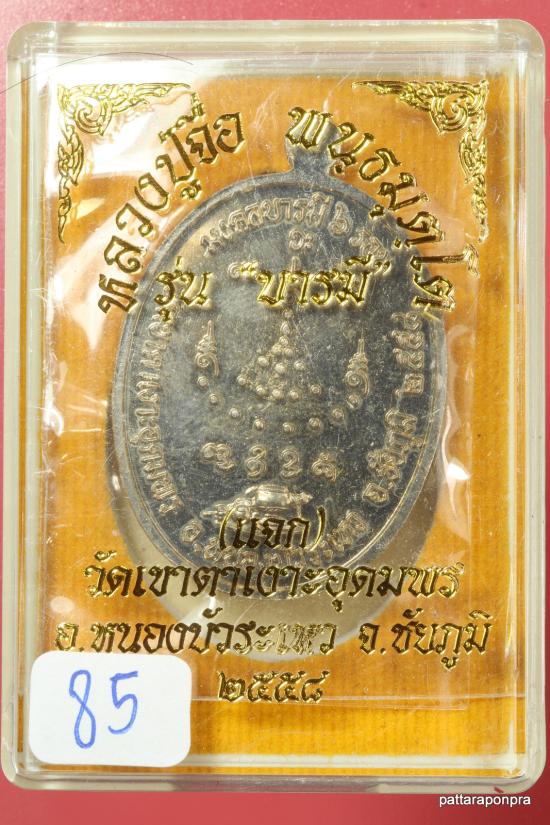 หลวงปู่จื่อ พนฺธมุตฺโต
รุ่น "บารมี"
(แจก)
วัดเขาตาเงาะอุดมพร
อ.หนองบัวระเหว จ.ชัยภูมิ
๒๕๕๘
85
pattaraponpra